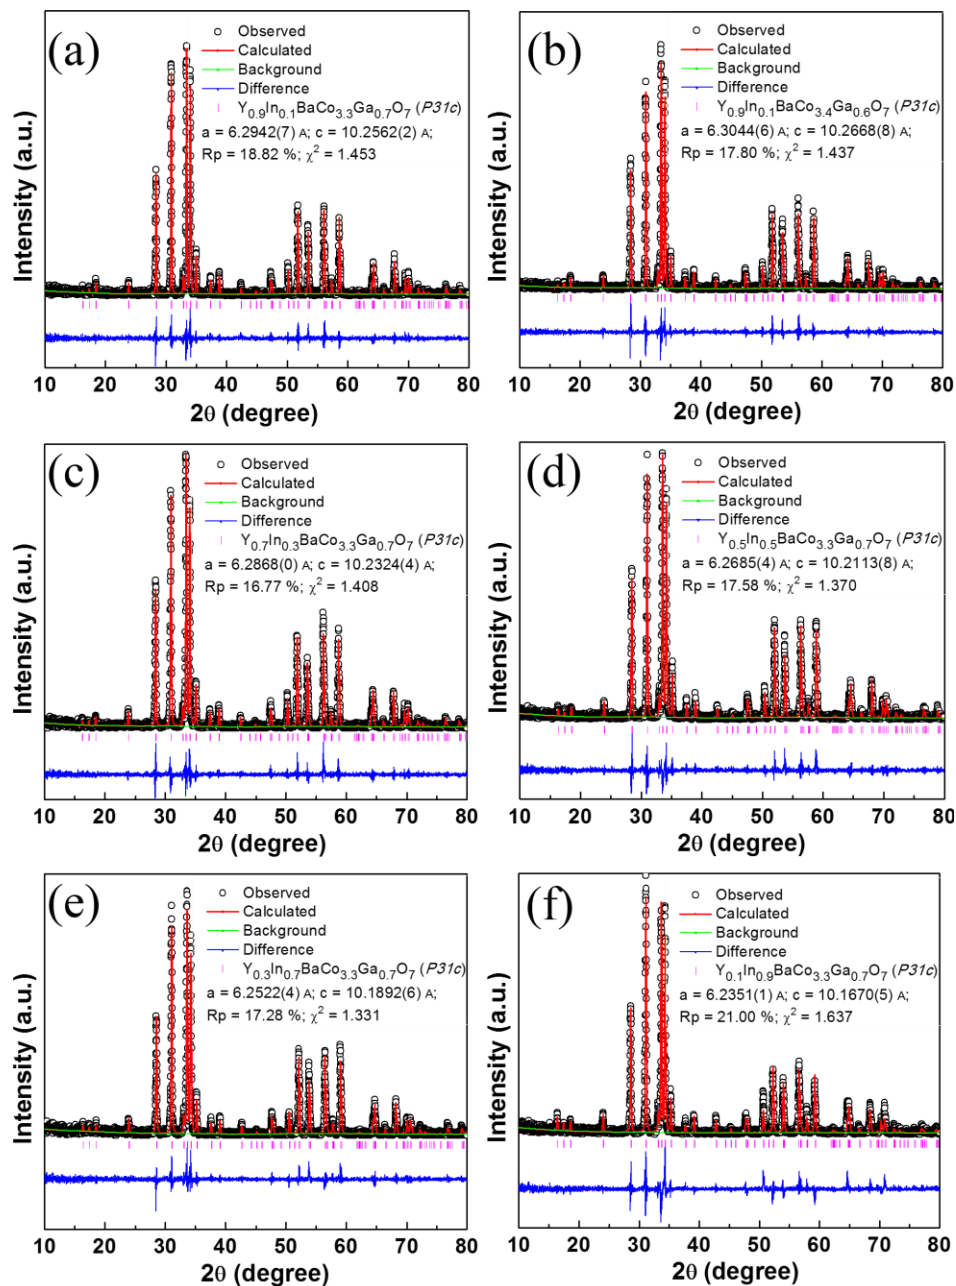 (a)
Observed
Calculated
Background
Difference
Y0.9In0.1BaCo3.3Ga0.7O7 (P31c)
a = 6.2942(7) A; c = 10.2562(2) A;
Rp = 18.82 %; χ2 = 1.453
Intensity (a.u.)
10 20 30 40 50 60 70 80
2θ (degree)
(b)
Observed
Calculated
Background
Difference
Y0.9In0.1BaCo3.4Ga0.6O7 (P31c)
a = 6.3044(6) A; c = 10.2668(8) A;
Rp = 17.80 %; χ2 = 1.437
Intensity (a.u.)
10 20 30 40 50 60 70 80
2θ (degree)
(c)
Observed
Calculated
Background
Difference
Y0.7In0.3BaCo3.3Ga0.7O7 (P31c)
a = 6.2868(0) A; c = 10.2324(4) A;
Rp = 16.77 %; χ2 = 1.408
Intensity (a.u.)
10 20 30 40 50 60 70 80
2θ (degree)
(d)
Observed
Calculated
Background
Difference
Y0.5In0.5BaCo3.3Ga0.7O7 (P31c)
a = 6.2685(4) A; c = 10.2113(8) A;
Rp = 17.58 %; χ2 = 1.370
Intensity (a.u.)
10 20 30 40 50 60 70 80
2θ (degree)
(e)
Observed
Calculated
Background
Difference
Y0.3In0.7BaCo3.3Ga0.7O7 (P31c)
a = 6.2522(4) A; c = 10.1892(6) A;
Rp = 17.28 %; χ2 = 1.331
Intensity (a.u.)
10 20 30 40 50 60 70 80
2θ (degree)
(f)
Observed
Calculated
Background
Difference
Y0.1In0.9BaCo3.3Ga0.7O7 (P31c)
a = 6.2351(1) A; c = 10.1670(5) A;
Rp = 21.00 %; χ2 = 1.637
Intensity (a.u.)
10 20 30 40 50 60 70 80
2θ (degree)